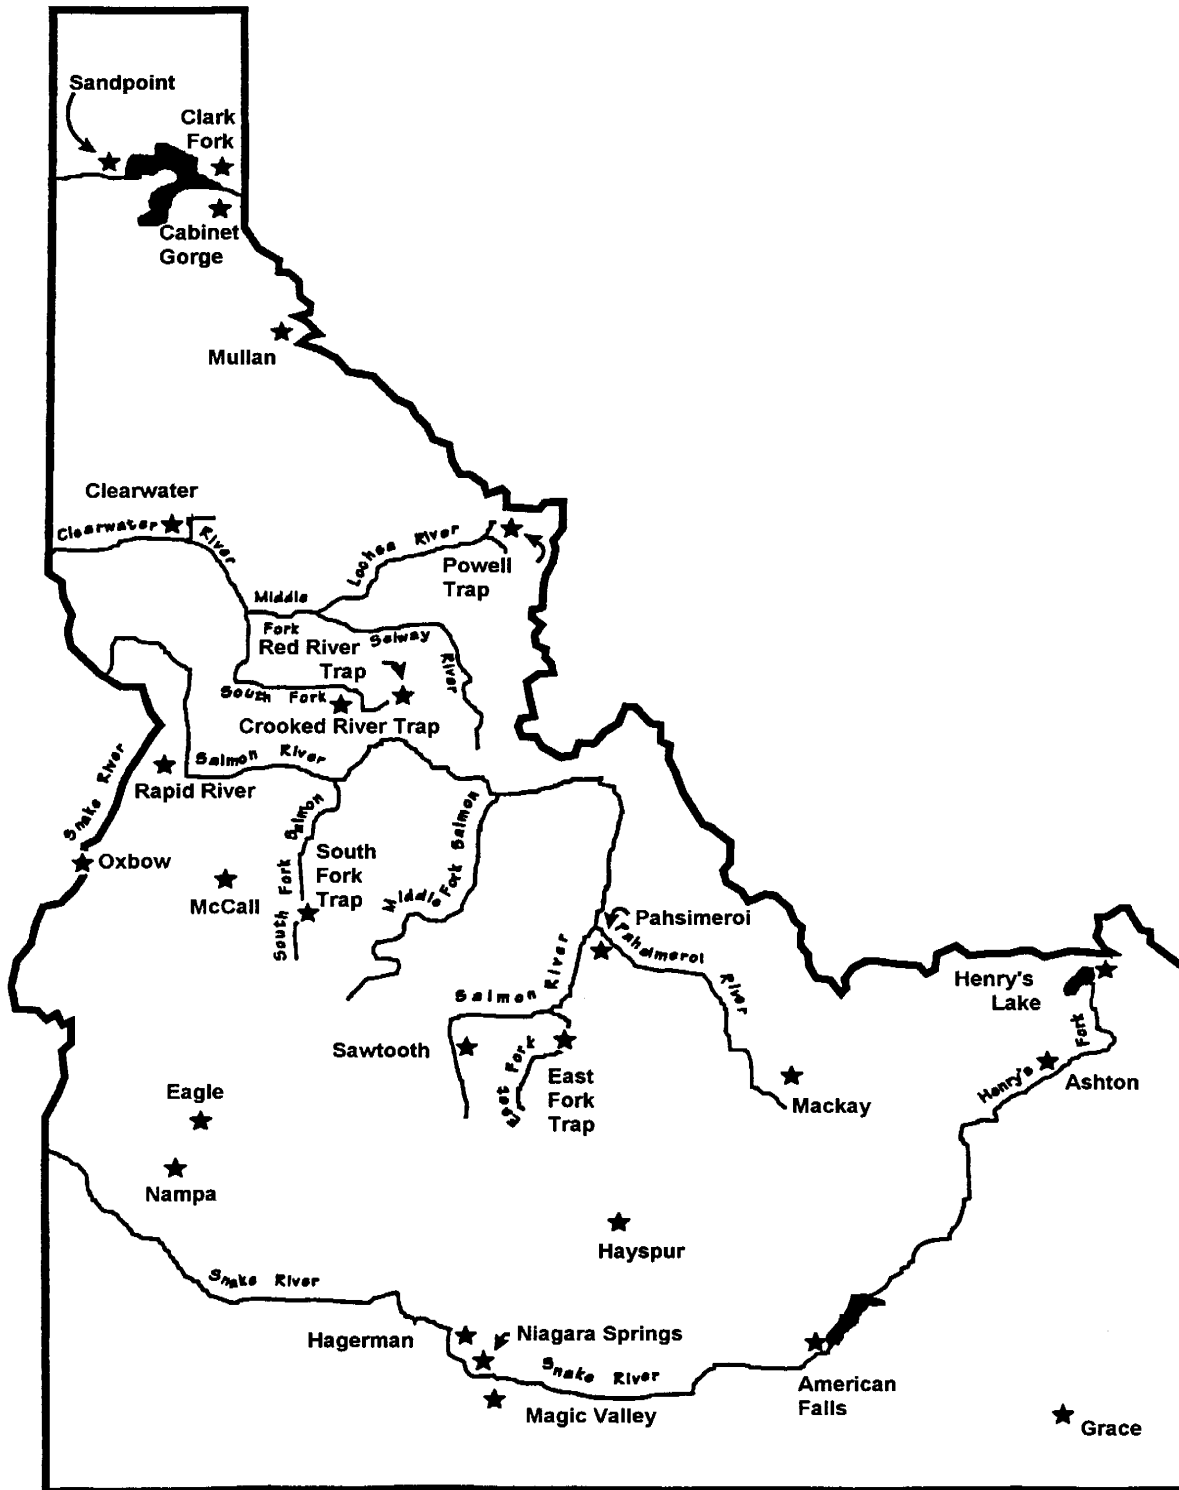 Sandpoint
Clark
Fork
Cabinet
Gorge
Mullan
Clearwater
Clearwater
River
Lochsa River
Powell
Trap
Middle
Fork
Selway
River
Red River
Trap
South Fork
Crooked River Trap
Salmon River
Snake River
Rapid River
Oxbow
South Fork Salmon
South
Fork
Trap
McCall
Middle Fork Salmon
Pahsimeroi
Pahsimeroi
River
Salmon River
Henry's
Lake
Henry's Fork
Ashton
Sawtooth
East Fork
East
Fork
Trap
Mackay
Eagle
Nampa
Hayspur
Snake River
Hagerman
Niagara Springs
Snake River
Magic Valley
American
Falls
Grace